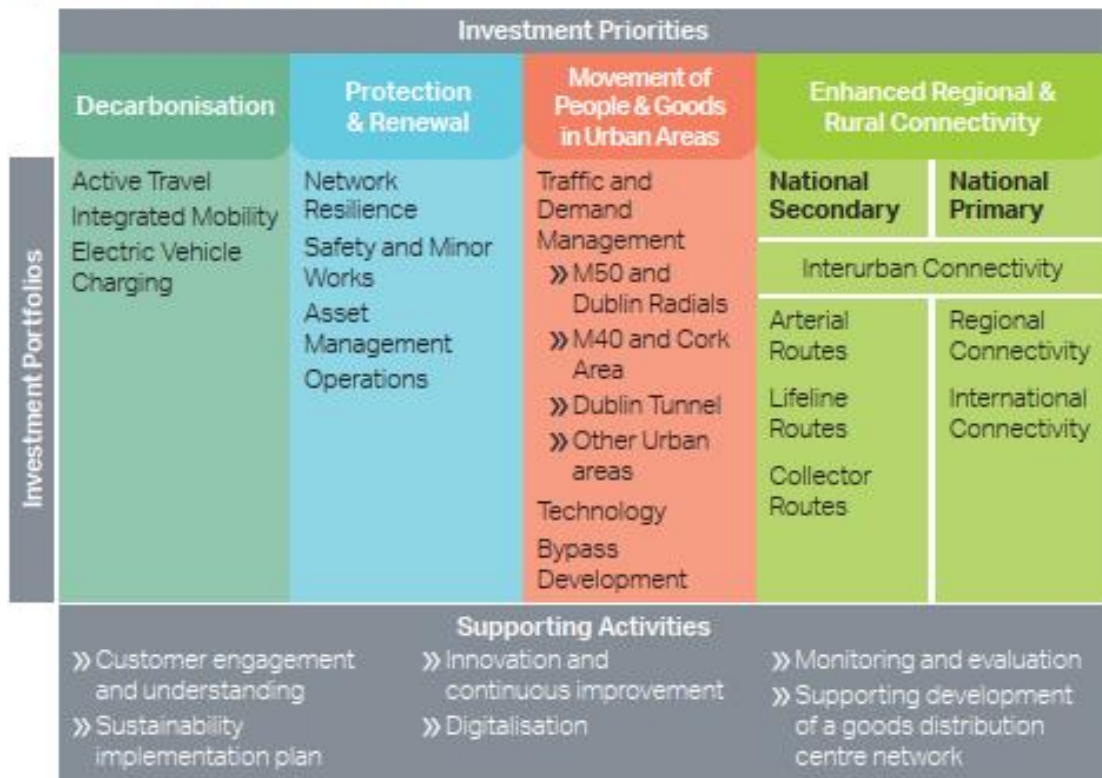 Investment Priorities
Decarbonisation
Protection
& Renewal
Movement of
People & Goods
in Urban Areas
Enhanced Regional &
Rural Connectivity
Investment Portfolios
Active Travel
Integrated Mobility
Electric Vehicle
Charging
Network
Resilience
Safety and Minor
Works
Asset
Management
Operations
Traffic and
Demand
Management
» M50 and
Dublin Radials
» M40 and Cork
Area
» Dublin Tunnel
» Other Urban
areas
Technology
Bypass
Development
National
Secondary
National
Primary
Interurban Connectivity
Arterial
Routes
Lifeline
Routes
Collector
Routes
Regional
Connectivity
International
Connectivity
Supporting Activities
» Customer engagement
and understanding
» Sustainability
implementation plan
» Innovation and
continuous improvement
» Digitalisation
» Monitoring and evaluation
» Supporting development
of a goods distribution
centre network